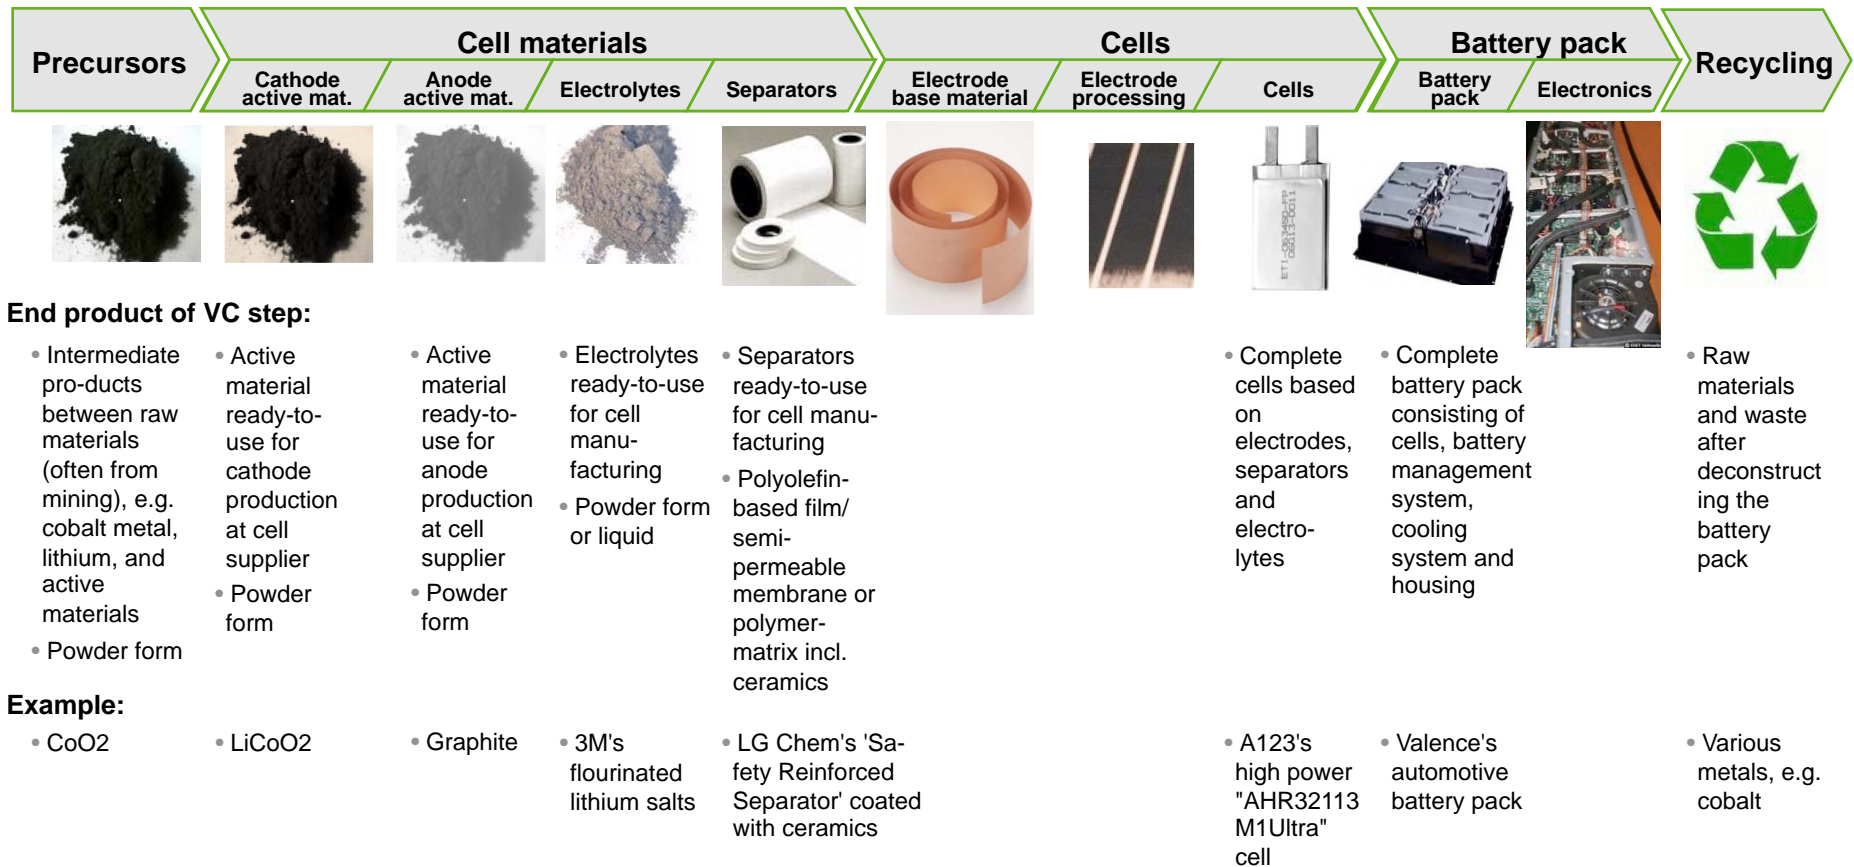 Precursors
Cell materials
Cells
Battery pack
Recycling
Cathode
active mat.
Anode
active mat.
Electrolytes
Separators
Electrode
base material
Electrode
processing
Cells
Battery
pack
Electronics
ETI-063450-FP
End product of VC step:
• Intermediate
pro-ducts
between raw
materials
(often from
mining), e.g.
cobalt metal,
lithium, and
active
materials
• Powder form
• Active
material
ready-to-
use for
cathode
production
at cell
supplier
• Powder
form
• Active
material
ready-to-
use for
anode
production
at cell
supplier
• Powder
form
• Electrolytes
ready-to-use
for cell
manu-
facturing
• Powder form
or liquid
• Separators
ready-to-use
for cell manu-
facturing
• Polyolefin-
based film/
semi-
permeable
membrane or
polymer-
matrix incl.
ceramics
• Complete
cells based
on
electrodes,
separators
and
electro-
lytes
• Complete
battery pack
consisting of
cells, battery
management
system,
cooling
system and
housing
• Raw
materials
and waste
after
deconstruct
ing the
battery
pack
Example:
• CoO2
• LiCoO2
• Graphite
• 3M's
flourinated
lithium salts
• LG Chem's 'Sa-
fety Reinforced
Separator' coated
with ceramics
• A123's
high power
"AHR32113
M1Ultra"
cell
• Valence's
automotive
battery pack
• Various
metals, e.g.
cobalt